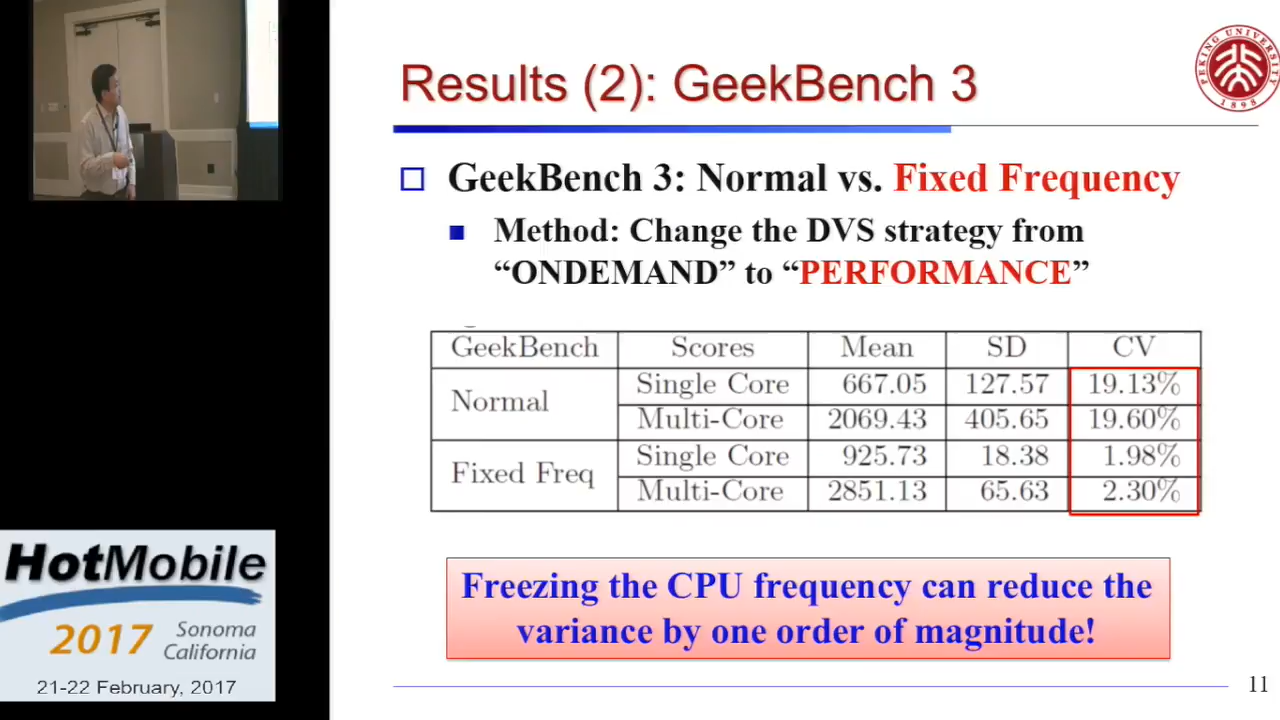 Results (2): GeekBench 3
PEKING UNIVERSITY
1898
GeekBench 3: Normal vs. Fixed Frequency
Method: Change the DVS strategy from
“ONDEMAND” to “PERFORMANCE”
GeekBench Scores Mean SD CV
Normal Single Core 667.05 127.57 19.13%
Multi-Core 2069.43 405.65 19.60%
Fixed Freq Single Core 925.73 18.38 1.98%
Multi-Core 2851.13 65.63 2.30%
Freezing the CPU frequency can reduce the
variance by one order of magnitude!
11
HotMobile
2017 Sonoma
California
21-22 February, 2017